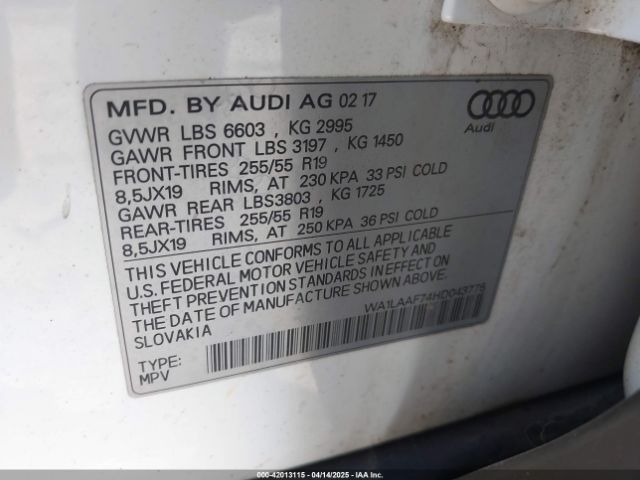 MFD. BY AUDI AG 02 17
Audi
GVWR LBS 6603 , KG 2995
GAWR FRONT LBS 3197 , KG 1450
FRONT-TIRES 255/55 R19
8,5JX19 RIMS, AT 230 KPA 33 PSI COLD
GAWR REAR LBS3803 , KG 1725
REAR-TIRES 255/55 R19
8,5JX19 RIMS, AT 250 KPA 36 PSI COLD
THIS VEHICLE CONFORMS TO ALL APPLICABLE
U.S. FEDERAL MOTOR VEHICLE SAFETY AND
THEFT PREVENTION STANDARDS IN EFFECT ON
THE DATE OF MANUFACTURE SHOWN ABOVE.
SLOVAKIA
WA1LAAF74HD043778
TYPE:
MPV
000-42013115 - 04/14/2025 - IAA Inc. Copyright